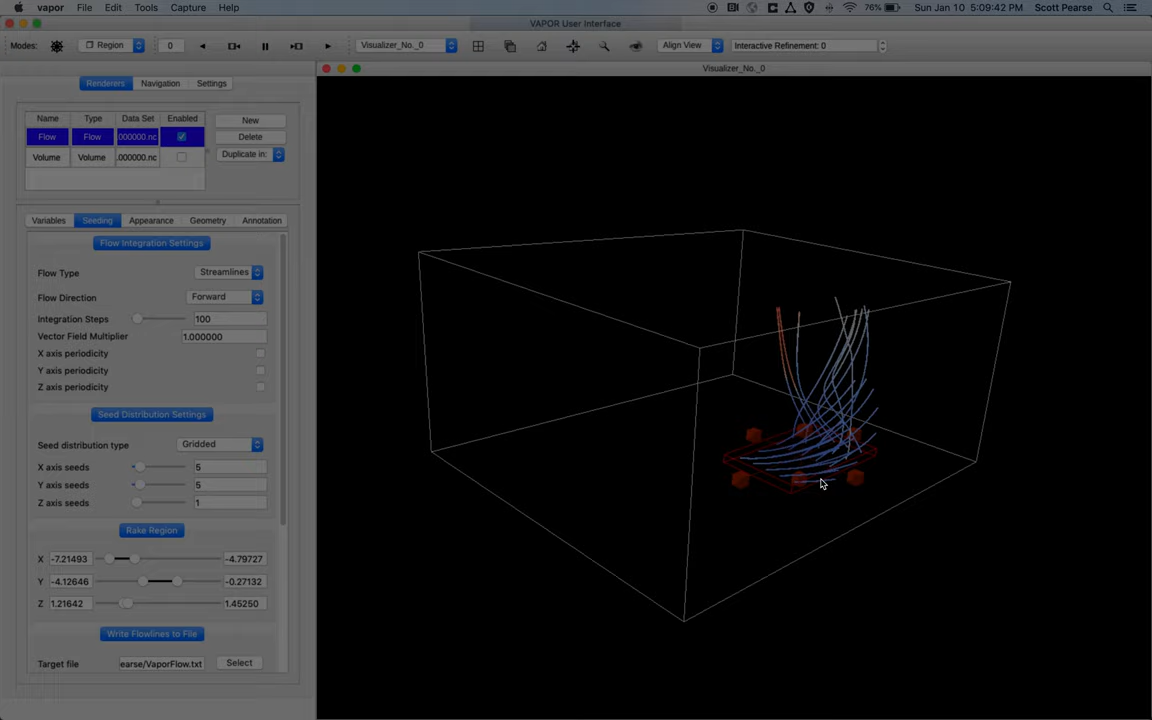 vapor File Edit Tools Capture Help 76% Sun Jan 10 5:09:42 PM Scott Pearse
VAPOR User Interface
Modes: Region 0 Visualizer_No._0 Align View Interactive Refinement: 0
Visualizer_No._0
Renderers Navigation Settings
Name Type Data Set Enabled
Flow Flow 000000.nc
Volume Volume .000000.nc
New
Delete
Duplicate in:
Variables Seeding Appearance Geometry Annotation
Flow Integration Settings
Flow Type Streamlines
Flow Direction Forward
Integration Steps 100
Vector Field Multiplier 1.000000
X axis periodicity
Y axis periodicity
Z axis periodicity
Seed Distribution Settings
Seed distribution type Gridded
X axis seeds 5
Y axis seeds 5
Z axis seeds 1
Rake Region
X -7.21493 -4.79727
Y -4.12646 -0.27132
Z 1.21642 1.45250
Write Flowlines to File
Target file earse/VaporFlow.txt Select